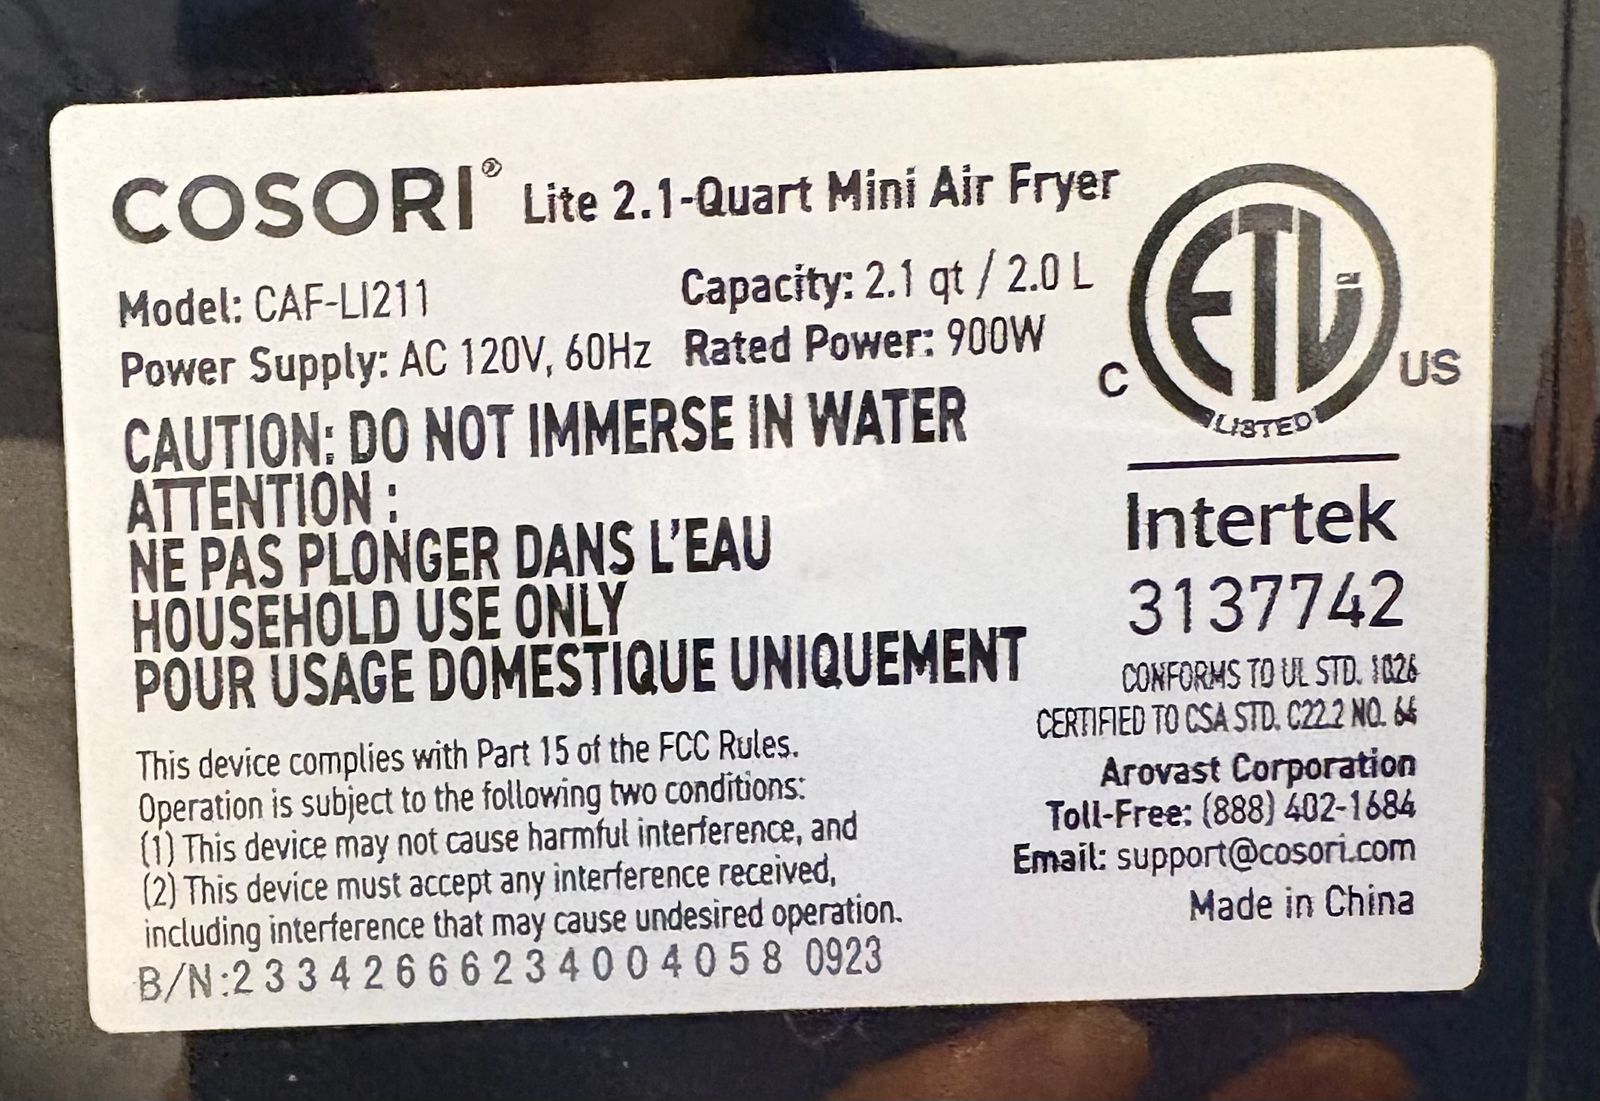 COSORI® Lite 2.1-Quart Mini Air Fryer
Model: CAF-LI211
Capacity: 2.1 qt / 2.0 L
Power Supply: AC 120V, 60Hz
Rated Power: 900W
CAUTION: DO NOT IMMERSE IN WATER
ATTENTION :
NE PAS PLONGER DANS L'EAU
HOUSEHOLD USE ONLY
POUR USAGE DOMESTIQUE UNIQUEMENT
This device complies with Part 15 of the FCC Rules.
Operation is subject to the following two conditions:
(1) This device may not cause harmful interference, and
(2) This device must accept any interference received,
including interference that may cause undesired operation.
B/N:23342666234004058 0923
ETL
C US
LISTED
Intertek
3137742
CONFORMS TO UL STD. 1026
CERTIFIED TO CSA STD. C22.2 NO. 64
Arovast Corporation
Toll-Free: (888) 402-1684
Email: support@cosori.com
Made in China